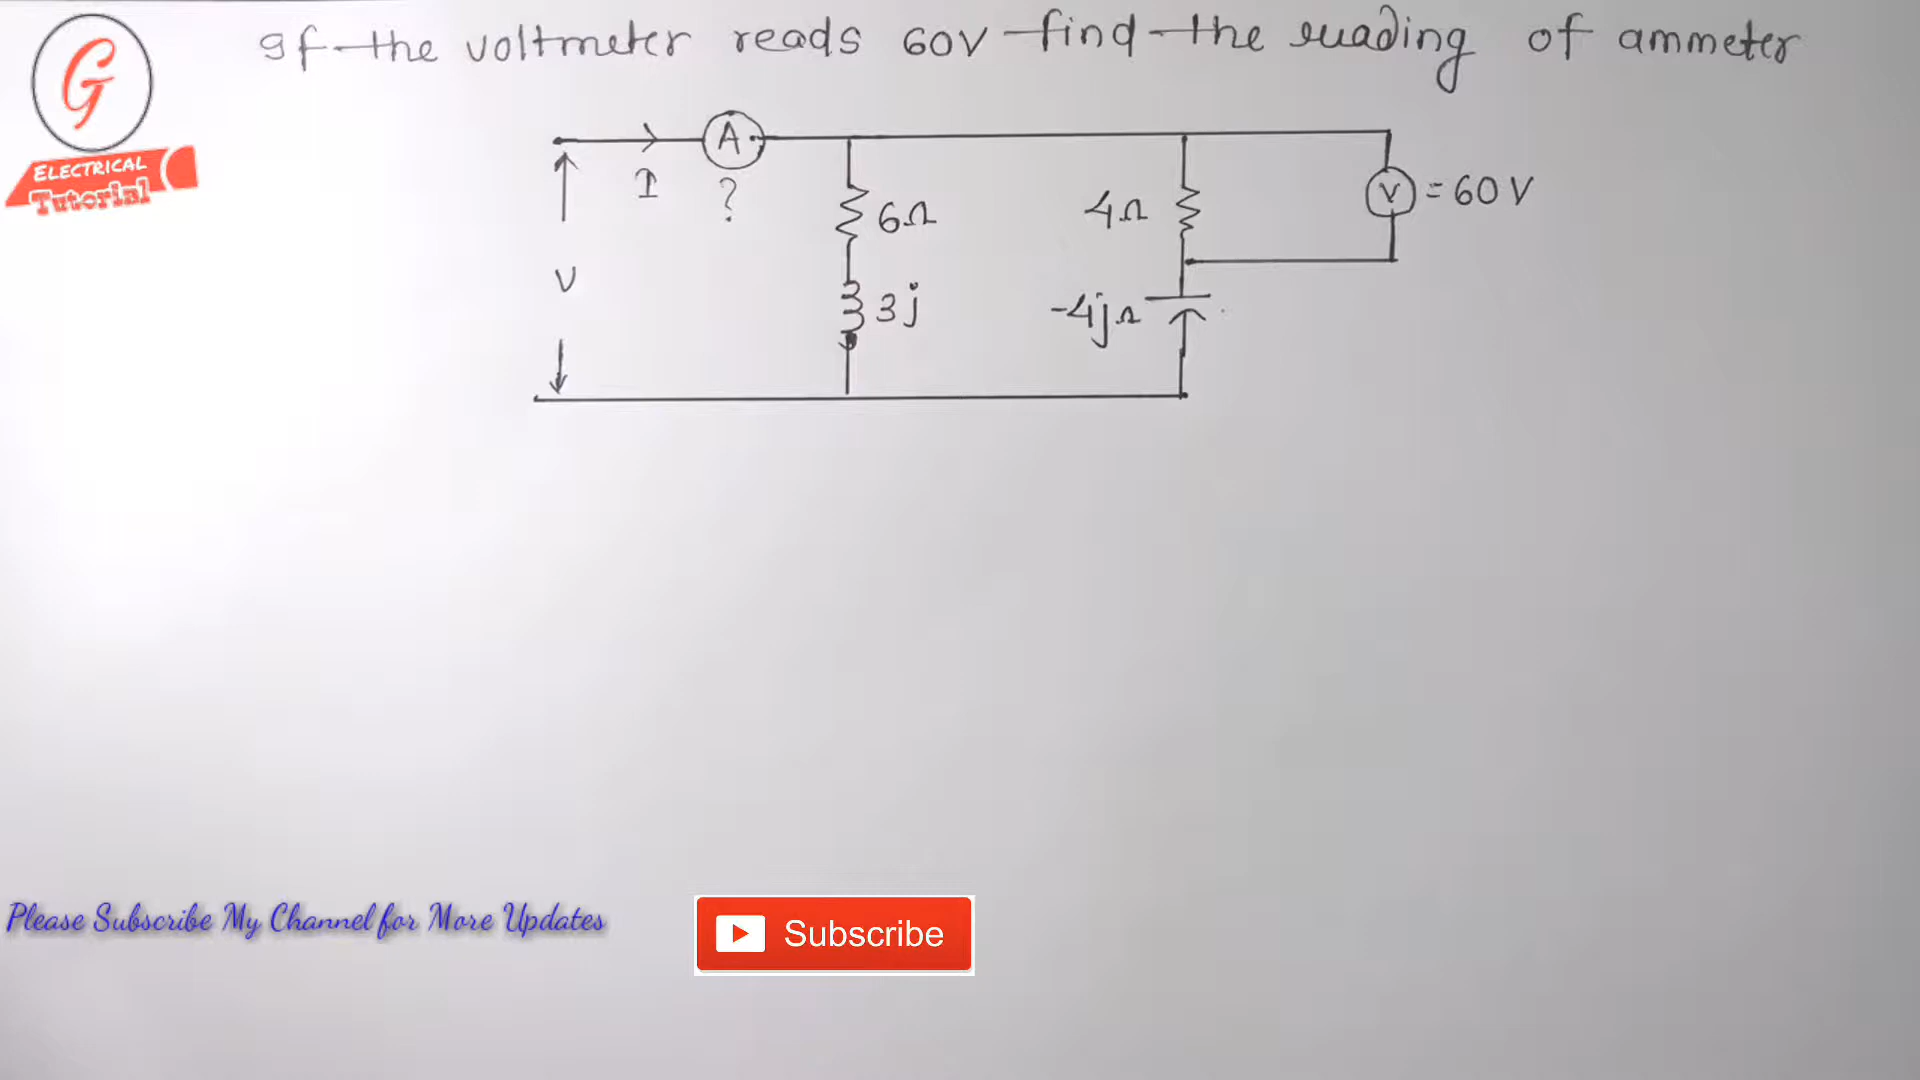 If the voltmeter reads 60V find the reading of ammeter
G
ELECTRICAL
Tutorial
A
I
?
V
6Ω
3j
4Ω
-4jΩ
V = 60V
Please Subscribe My Channel for More Updates
Subscribe